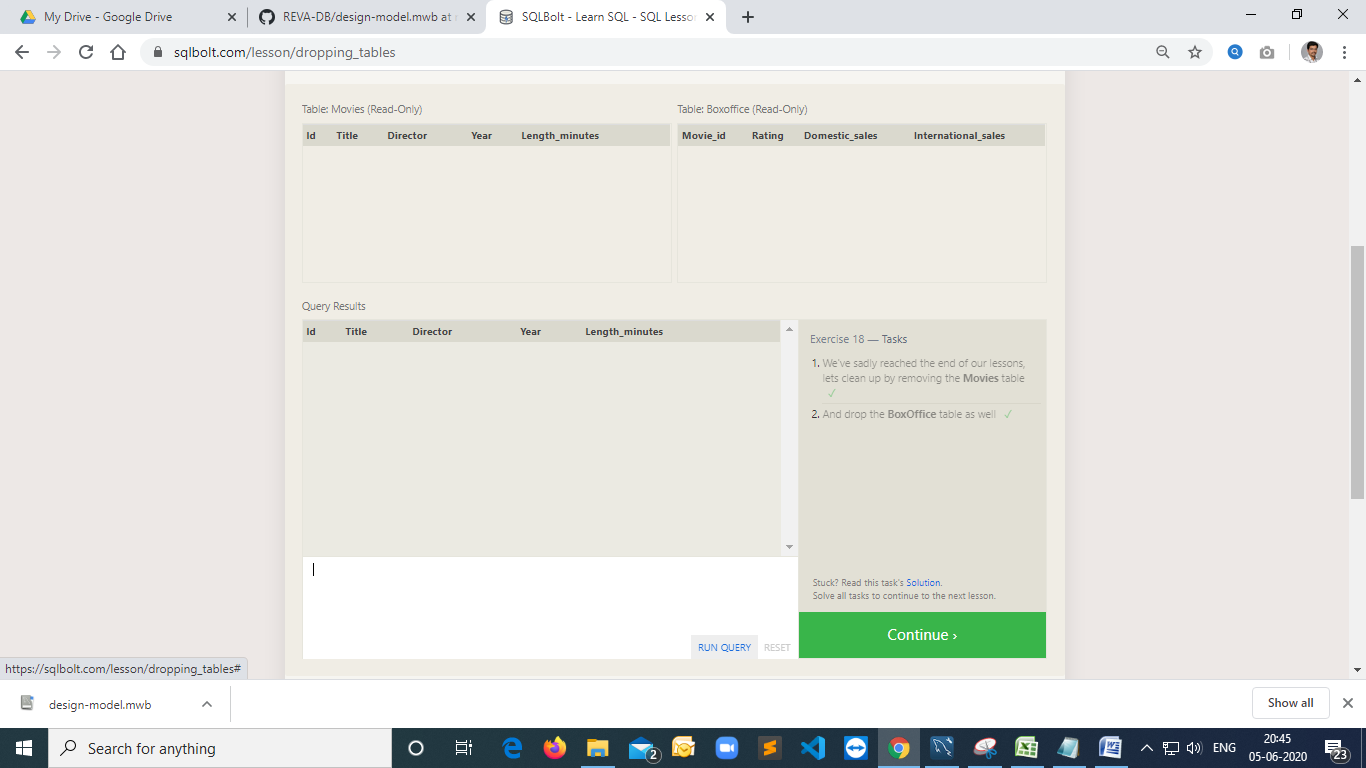 My Drive - Google Drive
REVA-DB/design-model.mwb at
SQLBolt - Learn SQL - SQL Lesso
sqlbolt.com/lesson/dropping_tables
Table: Movies (Read-Only)
Table: Boxoffice (Read-Only)
Id Title Director Year Length_minutes
Movie_id Rating Domestic_sales International_sales
Query Results
Id Title Director Year Length_minutes
Exercise 18 — Tasks
1. We've sadly reached the end of our lessons,
lets clean up by removing the Movies table
✓
2. And drop the BoxOffice table as well ✓
Stuck? Read this task's Solution.
Solve all tasks to continue to the next lesson.
RUN QUERY RESET
Continue ›
https://sqlbolt.com/lesson/dropping_tables#
design-model.mwb
Show all
Search for anything
2
ENG
20:45
05-06-2020
23